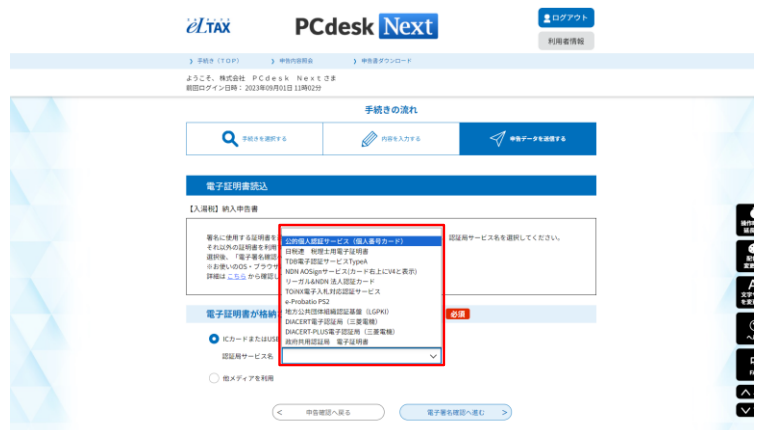 eLTAX
PCdesk Next
ログアウト
利用者情報
手続き（TOP）
申告内容照会
申告書ダウンロード
ようこそ、株式会社　ＰＣｄｅｓｋ　Ｎｅｘｔさま
前回ログイン日時：2023年09月01日 11時02分
手続きの流れ
手続きを選択する
内容を入力する
申告データを送信する
電子証明書読込
【入湯税】納入申告書
署名に使用する証明書を
認証局サービス名を選択してください。
それ以外の証明書を利用
選択後、「電子署名確認
※お使いのOS・ブラウザ
詳細は こちら から確認し
公的個人認証サービス（個人番号カード）
日税連　税理士用電子証明書
TDB電子認証サービスTypeA
NDN AOSignサービス(カード右上にV4と表示)
リーガル&NDN 法人認証カード
TOiNX電子入札対応認証サービス
e-Probatio PS2
地方公共団体組織認証基盤（LGPKI）
DIACERT電子認証局（三菱電機）
DIACERT-PLUS電子認証局（三菱電機）
政府共用認証局　電子証明書
電子証明書が格納
必須
ICカードまたはUSB
認証局サービス名
他メディアを利用
申告確認へ戻る
電子署名確認へ進む